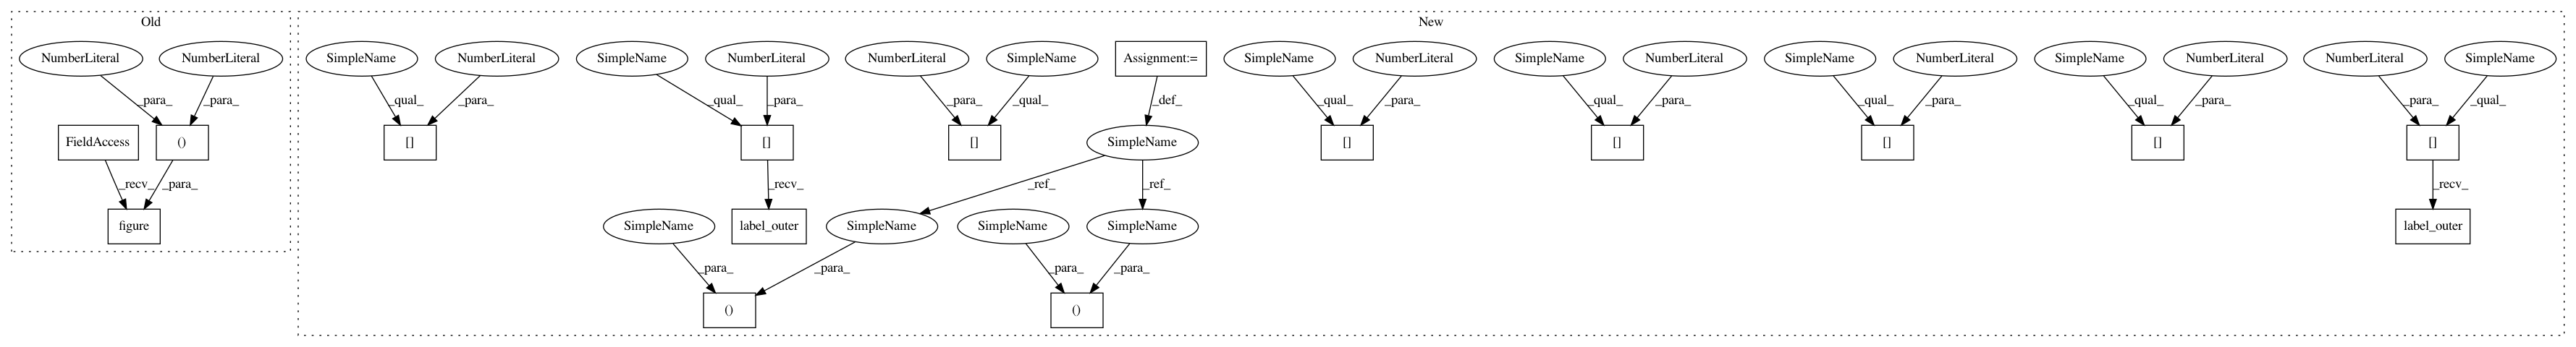 Old
New
NumberLiteral NumberLiteral SimpleName NumberLiteral SimpleName NumberLiteral NumberLiteral SimpleName Assignment:= SimpleName NumberLiteral SimpleName NumberLiteral SimpleName NumberLiteral SimpleName NumberLiteral NumberLiteral SimpleName
_para_ _para_ _qual_ _para_ _qual_ _para_ _para_ _qual_ _def_ _qual_ _para_ _qual_ _para_ _qual_ _para_ _qual_ _para_ _para_ _qual_
FieldAccess () [] [] [] SimpleName [] [] [] [] []
_recv_ _para_ _recv_ _ref_ _ref_ _recv_
figure SimpleName label_outer SimpleName SimpleName SimpleName label_outer
_para_ _para_ _para_ _para_
() ()